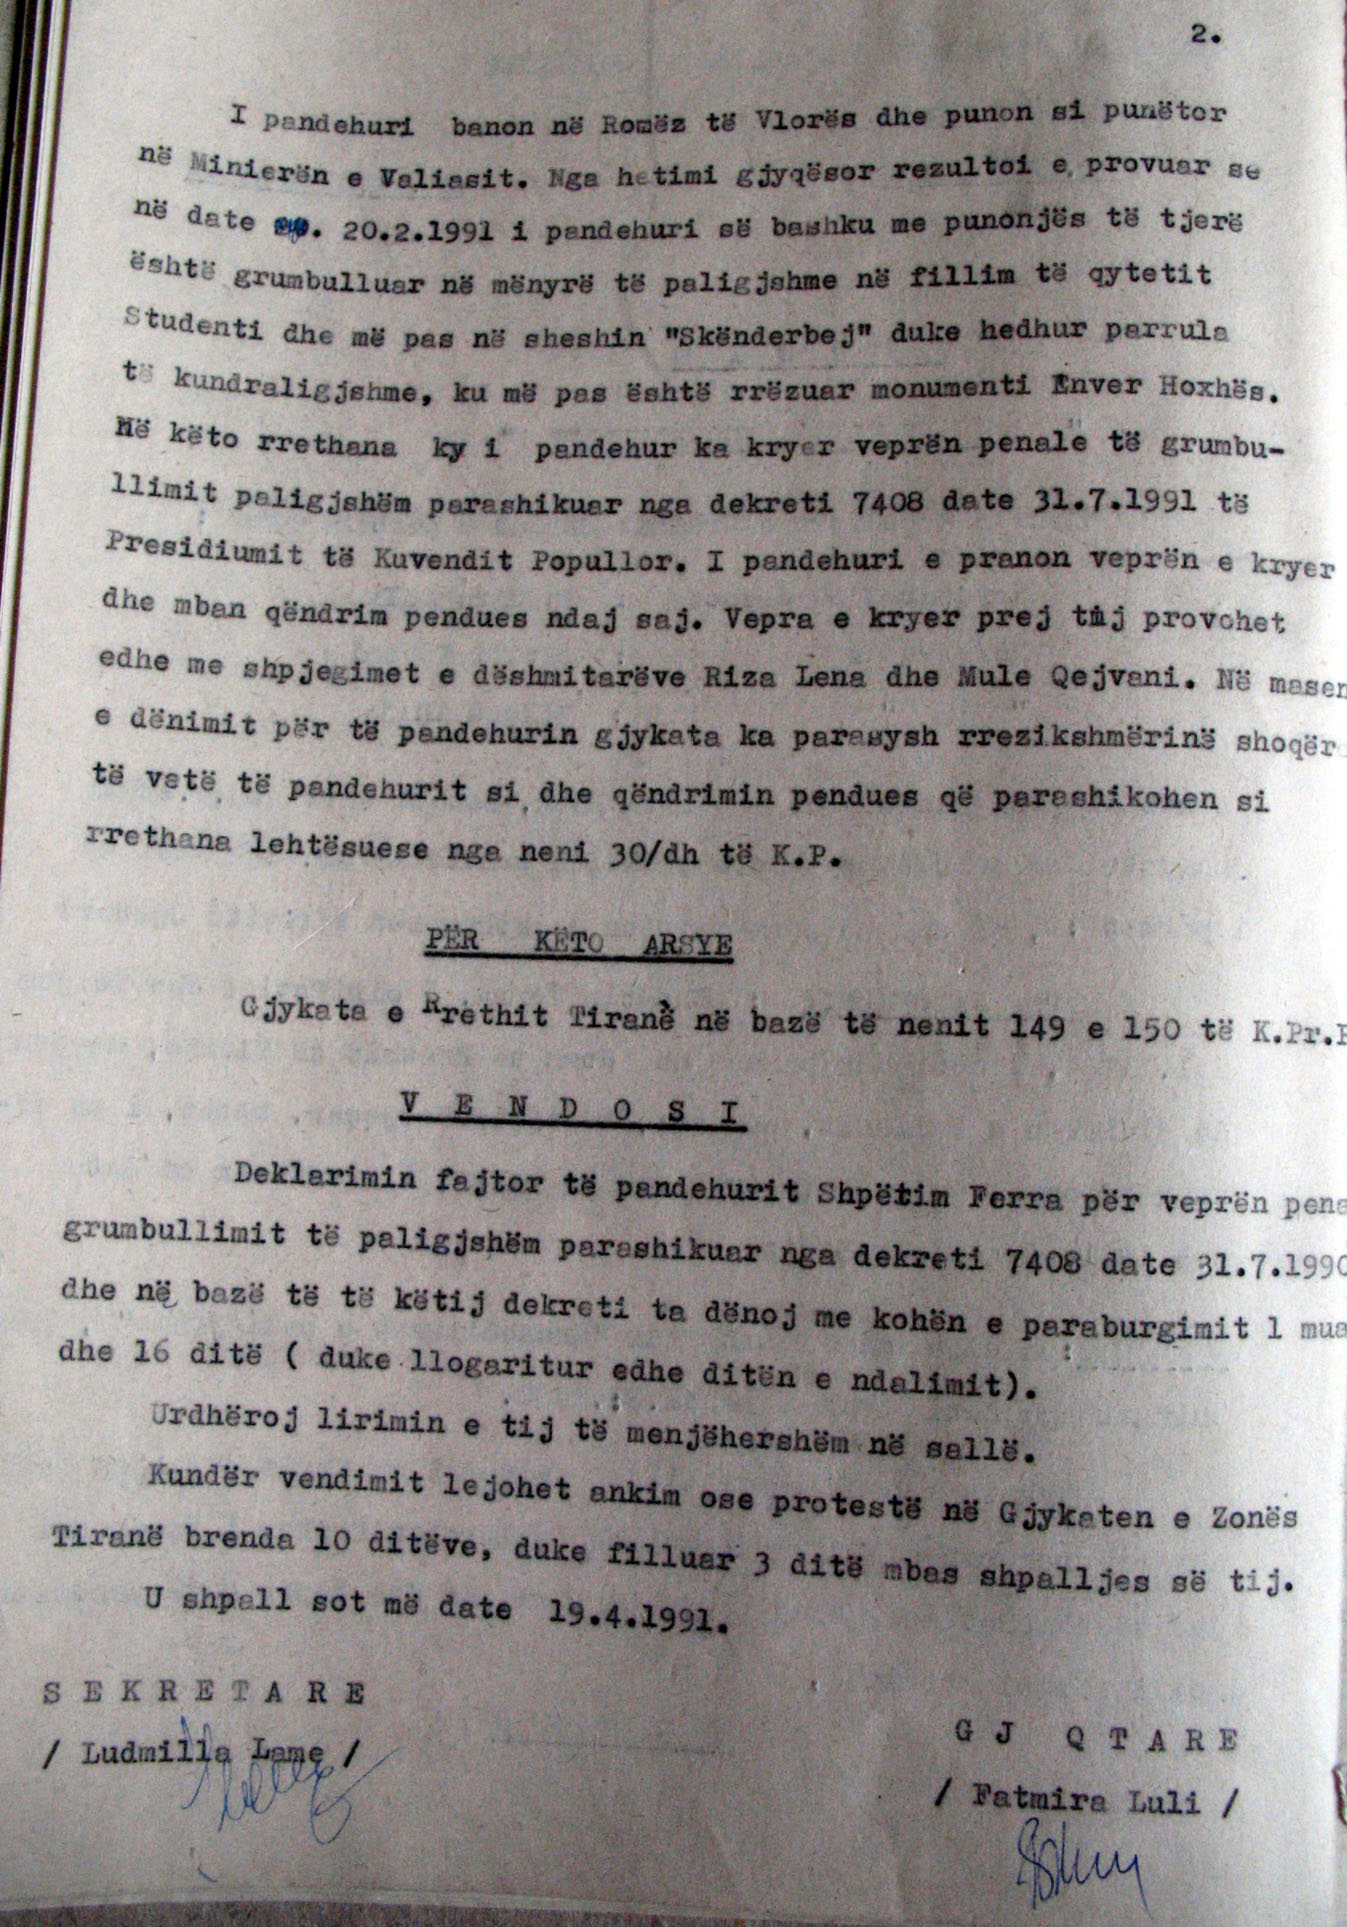 2.
I pandehuri banon në Romëz të Vlorës dhe punon si punëtor
në Minierën e Valiasit. Nga hetimi gjyqësor rezultoi e provuar se
në date 20.2.1991 i pandehuri së bashku me punonjës të tjerë
është grumbulluar në mënyrë të paligjshme në fillim të qytetit
Studenti dhe më pas në sheshin "Skënderbej" duke hedhur parrula
të kundraligjshme, ku më pas është rrëzuar monumenti Enver Hoxhës.
Në këto rrethana ky i pandehur ka kryer veprën penale të grumbu-
llimit paligjshëm parashikuar nga dekreti 7408 date 31.7.1991 të
Presidiumit të Kuvendit Popullor. I pandehuri e pranon veprën e kryer
dhe mban qëndrim pendues ndaj saj. Vepra e kryer prej tij provohet
edhe me shpjegimet e dëshmitarëve Riza Lena dhe Mule Qejvani. Në masen
e dënimit për të pandehurin gjykata ka parasysh rrezikshmërinë shoqër
të vetë të pandehurit si dhe qëndrimin pendues që parashikohen si
rrethana lehtësuese nga neni 30/dh të K.P.
PËR KËTO ARSYE
Gjykata e Rrethit Tiranë në bazë të nenit 149 e 150 të K.Pr.P
V E N D O S I
Deklarimin fajtor të pandehurit Shpëtim Ferra për veprën pena
grumbullimit të paligjshëm parashikuar nga dekreti 7408 date 31.7.1990
dhe në bazë të të këtij dekreti ta dënoj me kohën e paraburgimit 1 mua
dhe 16 ditë ( duke llogaritur edhe ditën e ndalimit).
Urdhëroj lirimin e tij të menjëhershëm në sallë.
Kundër vendimit lejohet ankim ose protestë në Gjykaten e Zonës
Tiranë brenda 10 ditëve, duke filluar 3 ditë mbas shpalljes së tij.
U shpall sot më date 19.4.1991.
S E K R E T A R E
/ Ludmilla Lame /
G J Q T A R E
/ Fatmira Luli /